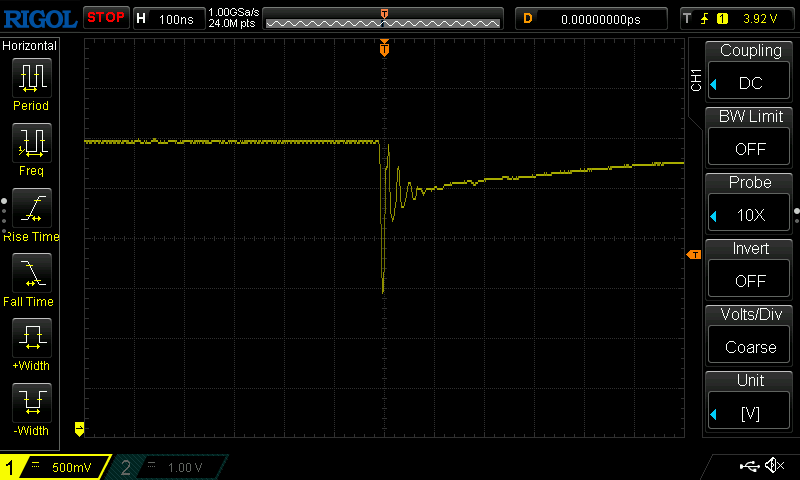 RIGOL STOP H 100ns 1.00GSa/s D 0.00000000ps T 1 3.92 V
24.0M pts
T
Horizontal
Period
Freq
Rise Time
Fall Time
+Width
-Width
T
T
CH1
Coupling
DC
BW Limit
OFF
Probe
10X
Invert
OFF
Volts/Div
Coarse
Unit
[V]
1 500mV 2 1.00 V